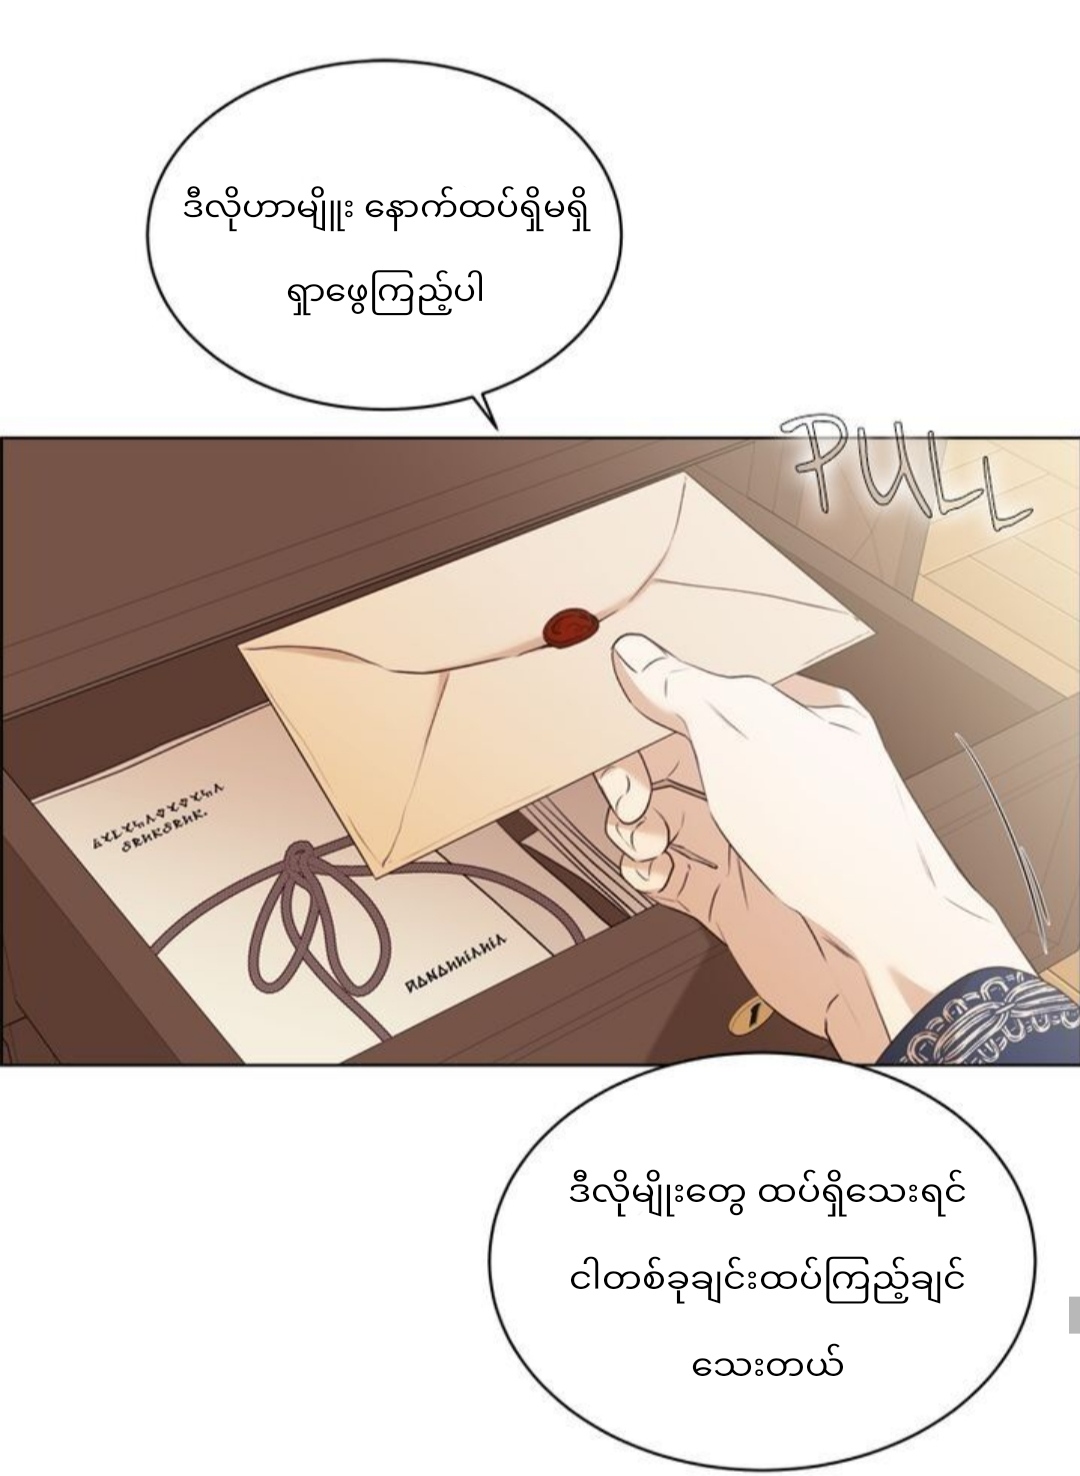 ဒီလိုဟာမျိူး နောက်ထပ်ရှိမရှိ
ရှာဖွေကြည့်ပါ
PULL
1
ဒီလိုမျိုးတွေ ထပ်ရှိသေးရင်
ငါတစ်ခုချင်းထပ်ကြည့်ချင်
သေးတယ်